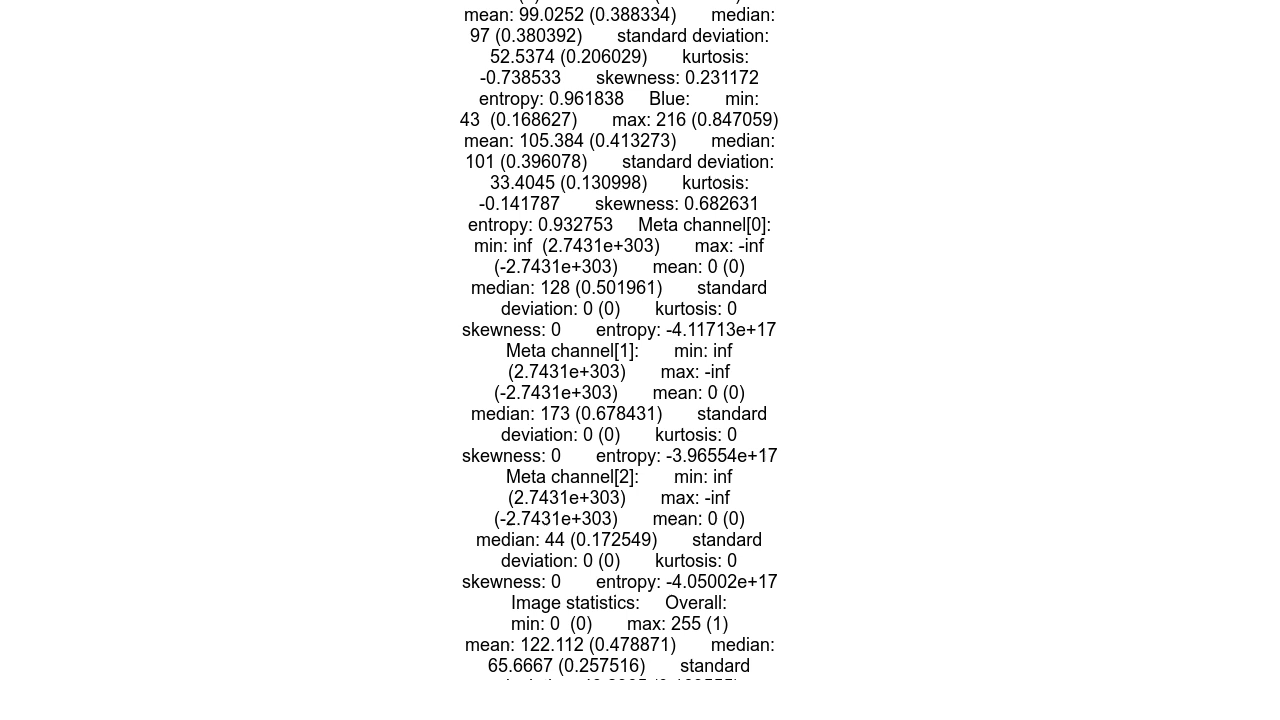 mean: 99.0252 (0.388334) median:
97 (0.380392) standard deviation:
52.5374 (0.206029) kurtosis:
-0.738533 skewness: 0.231172
entropy: 0.961838 Blue: min:
43 (0.168627) max: 216 (0.847059)
mean: 105.384 (0.413273) median:
101 (0.396078) standard deviation:
33.4045 (0.130998) kurtosis:
-0.141787 skewness: 0.682631
entropy: 0.932753 Meta channel[0]:
min: inf (2.7431e+303) max: -inf
(-2.7431e+303) mean: 0 (0)
median: 128 (0.501961) standard
deviation: 0 (0) kurtosis: 0
skewness: 0 entropy: -4.11713e+17
Meta channel[1]: min: inf
(2.7431e+303) max: -inf
(-2.7431e+303) mean: 0 (0)
median: 173 (0.678431) standard
deviation: 0 (0) kurtosis: 0
skewness: 0 entropy: -3.96554e+17
Meta channel[2]: min: inf
(2.7431e+303) max: -inf
(-2.7431e+303) mean: 0 (0)
median: 44 (0.172549) standard
deviation: 0 (0) kurtosis: 0
skewness: 0 entropy: -4.05002e+17
Image statistics: Overall:
min: 0 (0) max: 255 (1)
mean: 122.112 (0.478871) median:
65.6667 (0.257516) standard